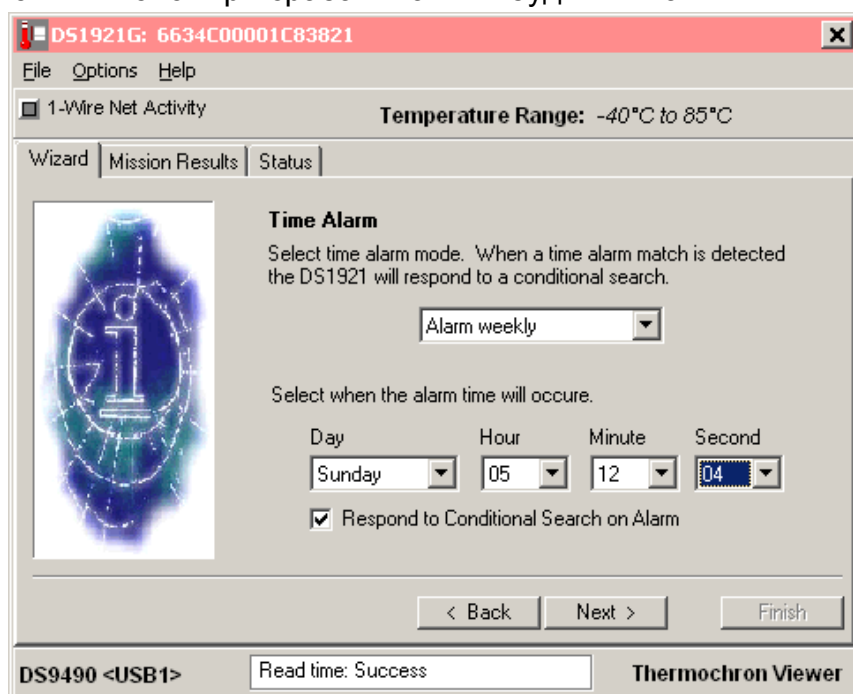 DS1921G: 6634C00001C83821
File Options Help
1-Wire Net Activity
Temperature Range: -40°C to 85°C
Wizard Mission Results Status
Time Alarm
Select time alarm mode. When a time alarm match is detected
the DS1921 will respond to a conditional search.
Alarm weekly
Select when the alarm time will occure.
Day Hour Minute Second
Sunday 05 12 04
Respond to Conditional Search on Alarm
< Back Next > Finish
DS9490 <USB1> Read time: Success Thermochron Viewer